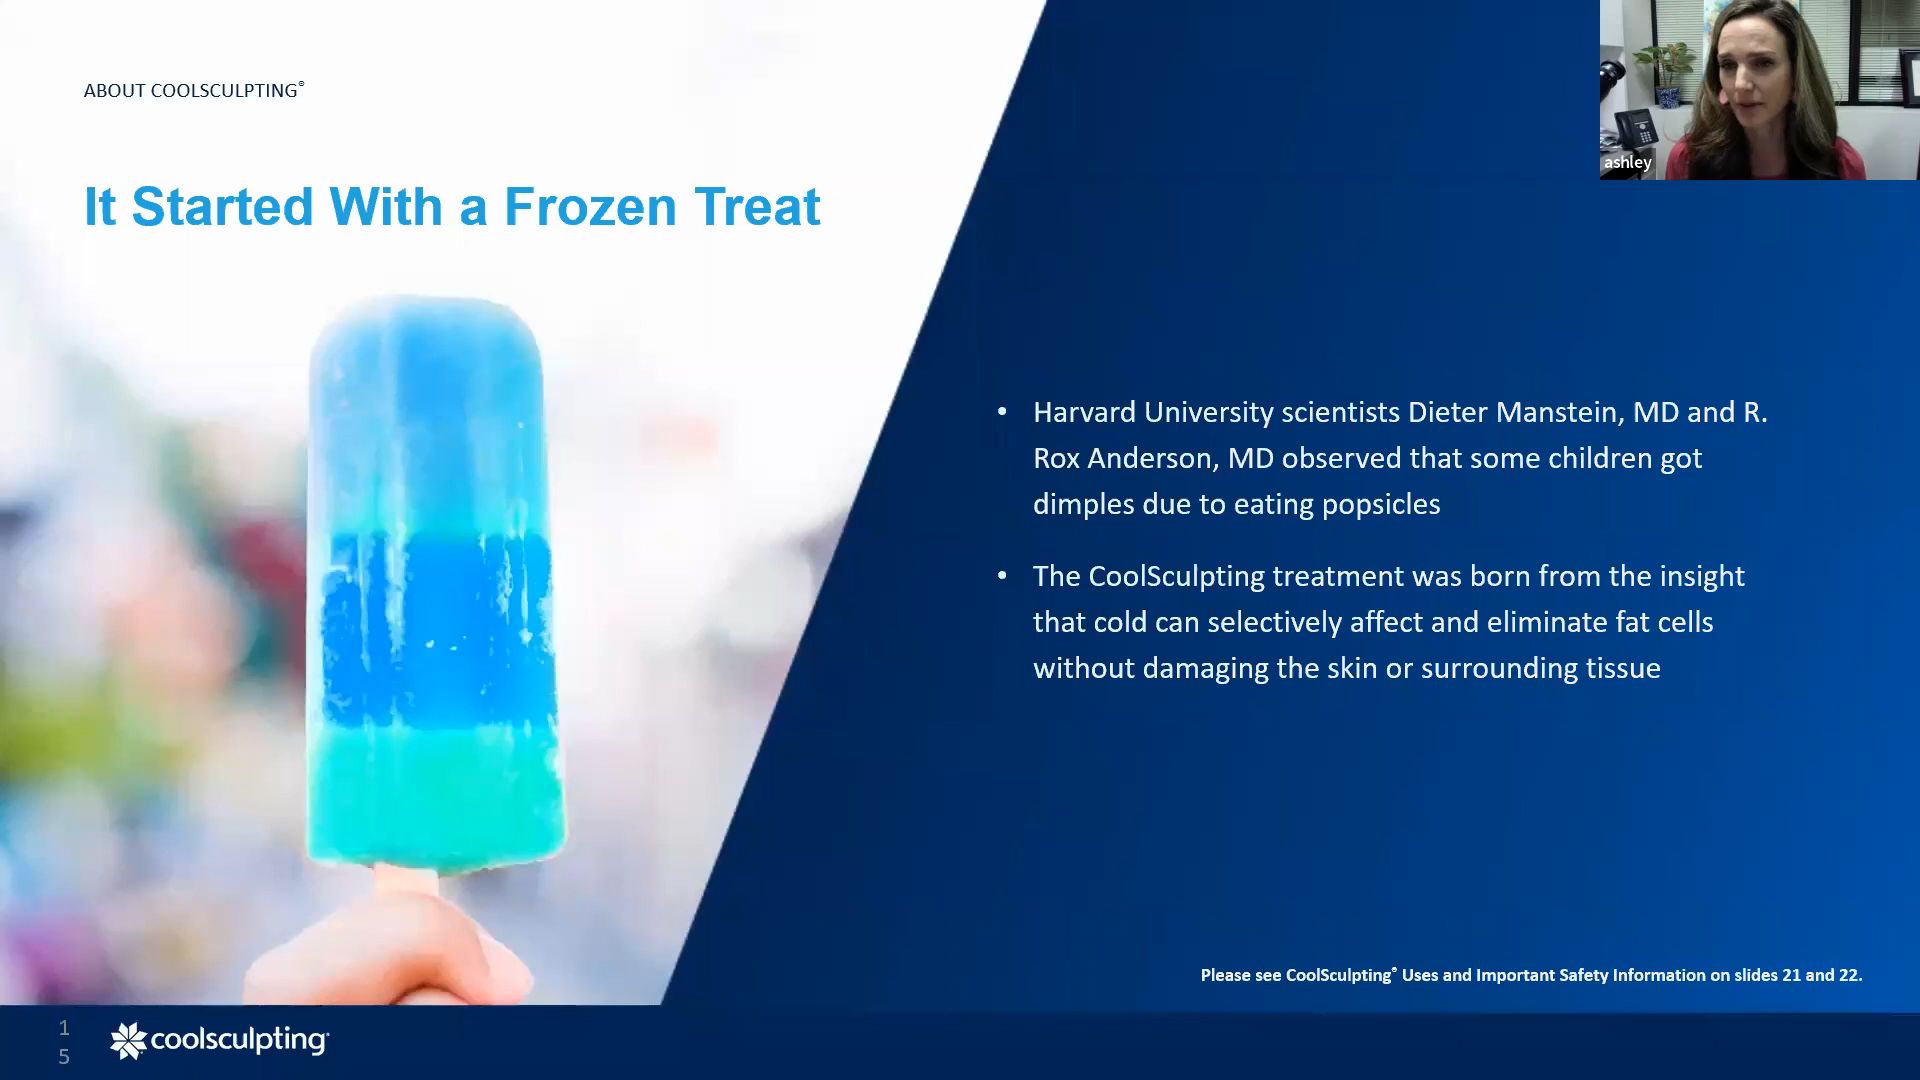 ABOUT COOLSCULPTING®
ashley
It Started With a Frozen Treat
• Harvard University scientists Dieter Manstein, MD and R.
Rox Anderson, MD observed that some children got
dimples due to eating popsicles
• The CoolSculpting treatment was born from the insight
that cold can selectively affect and eliminate fat cells
without damaging the skin or surrounding tissue
Please see CoolSculpting® Uses and Important Safety Information on slides 21 and 22.
1
5
coolsculpting®